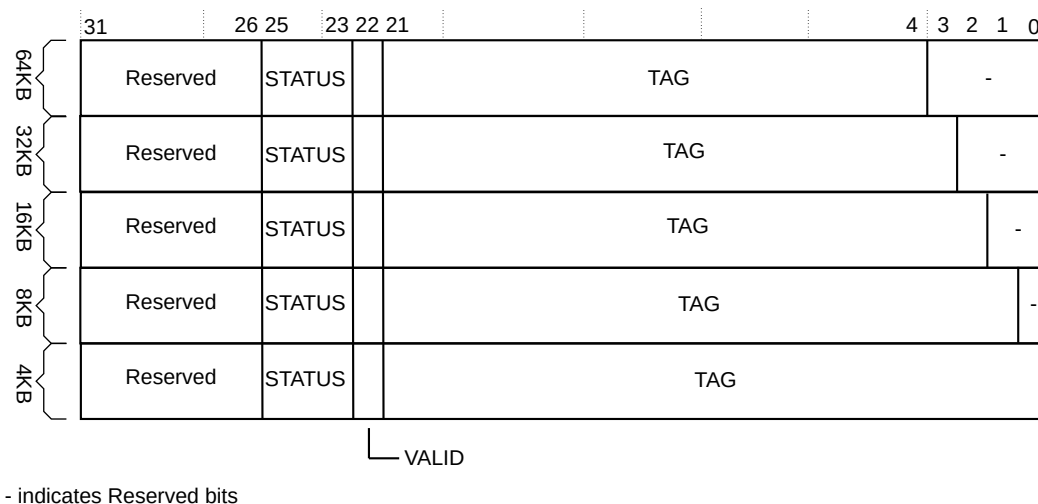 31 26 25 23 22 21 4 3 2 1 0
64KB Reserved STATUS TAG -
32KB Reserved STATUS TAG -
16KB Reserved STATUS TAG -
8KB Reserved STATUS TAG -
4KB Reserved STATUS TAG
VALID
- indicates Reserved bits